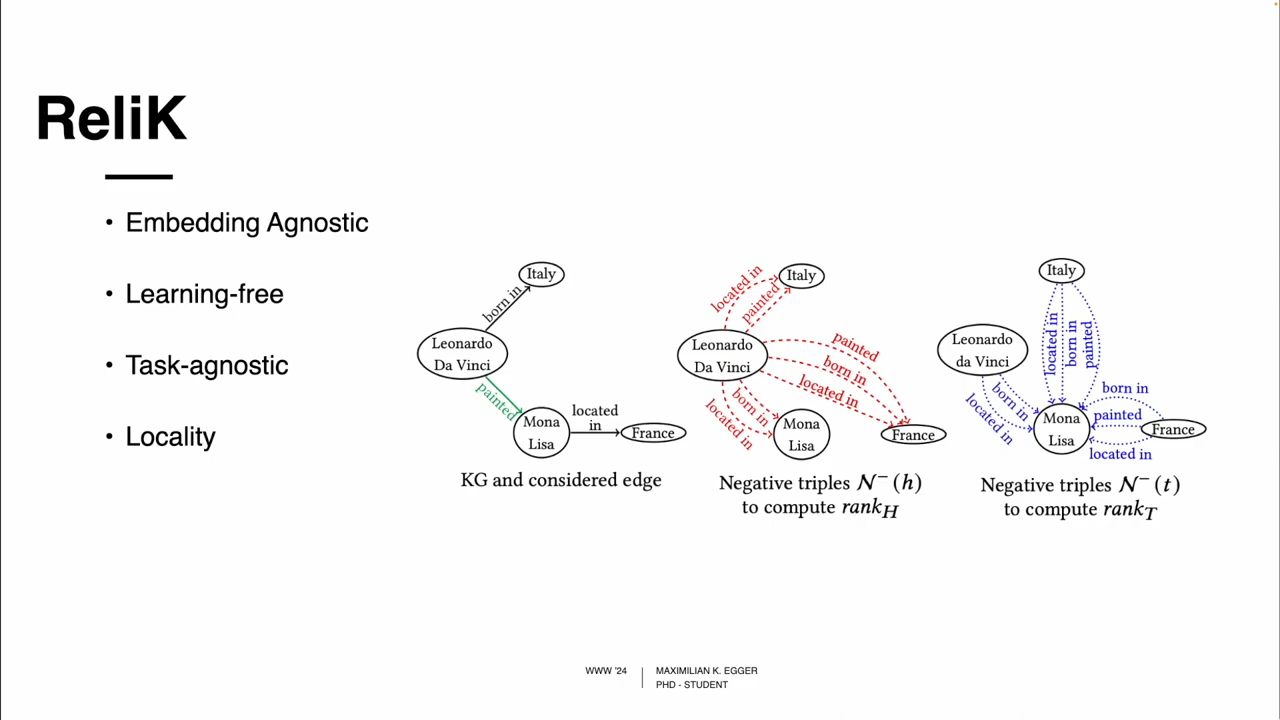 ReliK
• Embedding Agnostic
• Learning-free
• Task-agnostic
• Locality
Italy
born in
Leonardo
Da Vinci
painted
Mona
Lisa
located
in
France
KG and considered edge
located in
Italy
painted
Leonardo
Da Vinci
painted
born in
located in
born in
located in
Mona
Lisa
France
Negative triples 𝒩⁻(h)
to compute rank_H
Italy
Leonardo
da Vinci
located in
born in
painted
born in
located in
Mona
Lisa
born in
painted
France
located in
Negative triples 𝒩⁻(t)
to compute rank_T
WWW '24
MAXIMILIAN K. EGGER
PHD - STUDENT